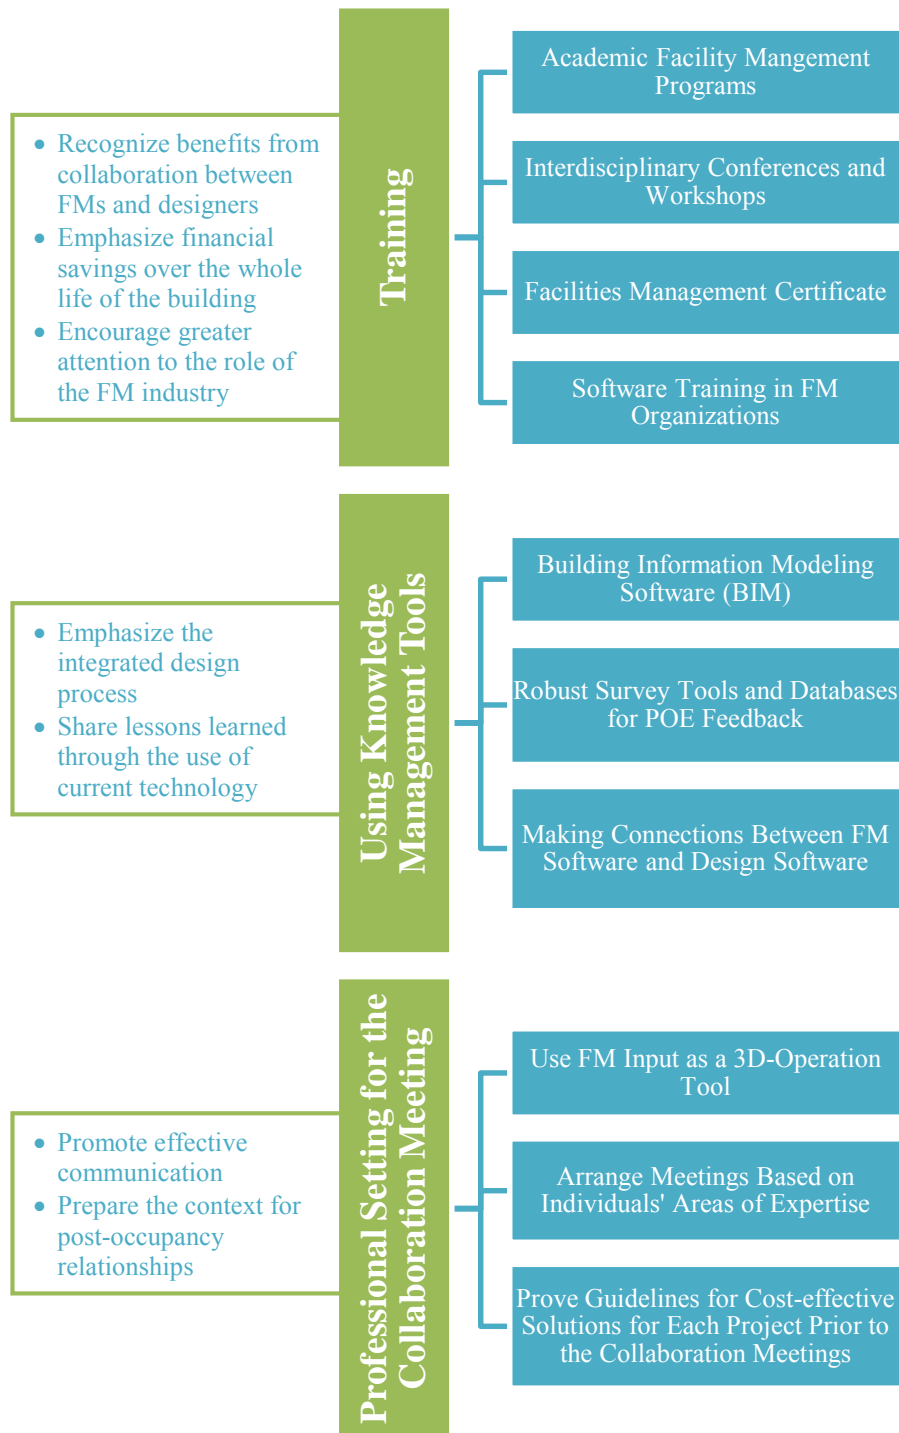 • Recognize benefits from
collaboration between
FMs and designers
• Emphasize financial
savings over the whole
life of the building
• Encourage greater
attention to the role of
the FM industry
Training
Academic Facility Mangement
Programs
Interdisciplinary Conferences and
Workshops
Facilities Management Certificate
Software Training in FM
Organizations
• Emphasize the
integrated design
process
• Share lessons learned
through the use of
current technology
Using Knowledge
Management Tools
Building Information Modeling
Software (BIM)
Robust Survey Tools and Databases
for POE Feedback
Making Connections Between FM
Software and Design Software
• Promote effective
communication
• Prepare the context for
post-occupancy
relationships
Professional Setting for the
Collaboration Meeting
Use FM Input as a 3D-Operation
Tool
Arrange Meetings Based on
Individuals' Areas of Expertise
Prove Guidelines for Cost-effective
Solutions for Each Project Prior to
the Collaboration Meetings